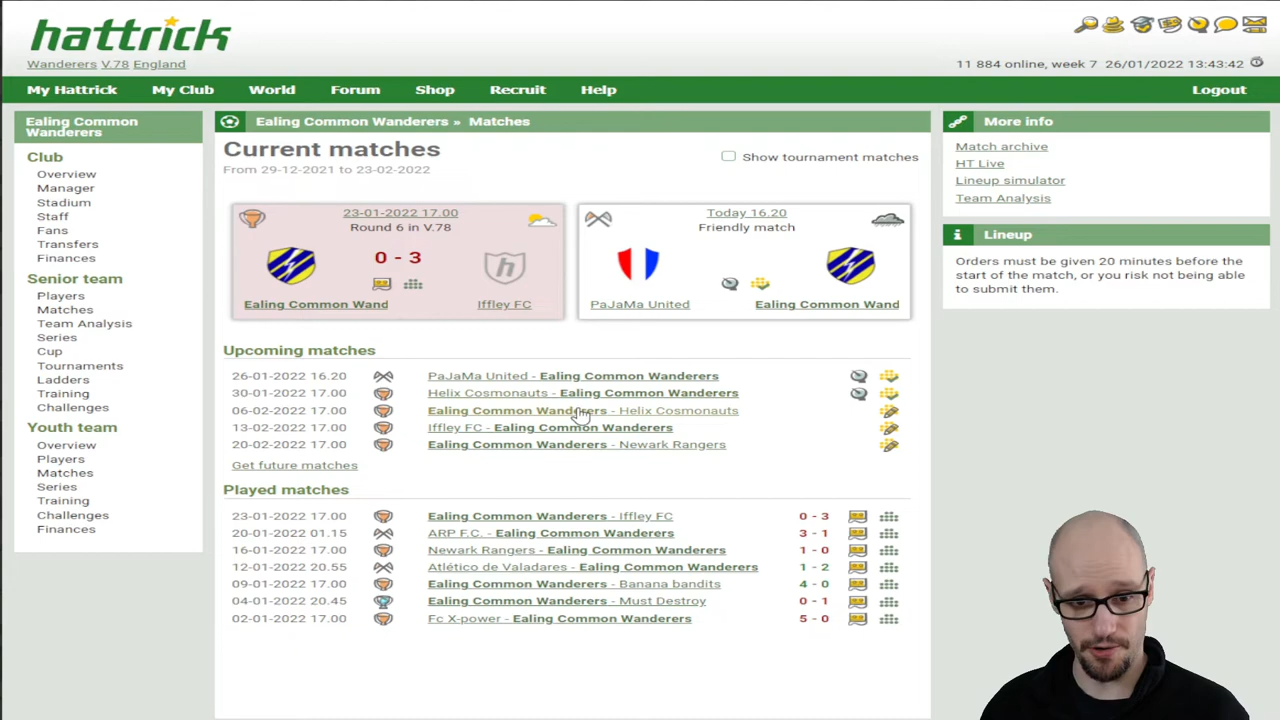 hattrick
Wanderers V.78 England
11 884 online, week 7 26/01/2022 13:43:42
My Hattrick My Club World Forum Shop Recruit Help Logout
Ealing Common
Wanderers
Club
Overview
Manager
Stadium
Staff
Fans
Transfers
Finances
Senior team
Players
Matches
Team Analysis
Series
Cup
Tournaments
Ladders
Training
Challenges
Youth team
Overview
Players
Matches
Series
Training
Challenges
Finances
Ealing Common Wanderers » Matches
Current matches
From 29-12-2021 to 23-02-2022
Show tournament matches
23-01-2022 17.00
Round 6 in V.78
0 - 3
Ealing Common Wand Iffley FC
Today 16.20
Friendly match
PaJaMa United Ealing Common Wand
Upcoming matches
26-01-2022 16.20 PaJaMa United - Ealing Common Wanderers
30-01-2022 17.00 Helix Cosmonauts - Ealing Common Wanderers
06-02-2022 17.00 Ealing Common Wanderers - Helix Cosmonauts
13-02-2022 17.00 Iffley FC - Ealing Common Wanderers
20-02-2022 17.00 Ealing Common Wanderers - Newark Rangers
Get future matches
Played matches
23-01-2022 17.00 Ealing Common Wanderers - Iffley FC 0 - 3
20-01-2022 01.15 ARP F.C. - Ealing Common Wanderers 3 - 1
16-01-2022 17.00 Newark Rangers - Ealing Common Wanderers 1 - 0
12-01-2022 20.55 Atlético de Valadares - Ealing Common Wanderers 1 - 2
09-01-2022 17.00 Ealing Common Wanderers - Banana bandits 4 - 0
04-01-2022 20.45 Ealing Common Wanderers - Must Destroy 0 - 1
02-01-2022 17.00 Fc X-power - Ealing Common Wanderers 5 - 0
More info
Match archive
HT Live
Lineup simulator
Team Analysis
Lineup
Orders must be given 20 minutes before
the start of the match, or you risk not being able
to submit them.